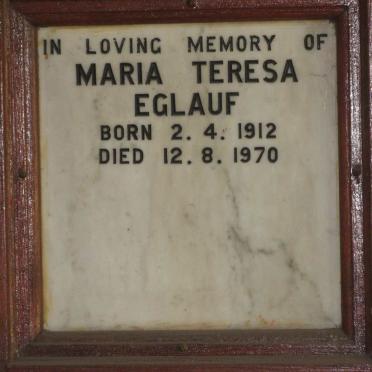 IN LOVING MEMORY OF
MARIA TERESA
EGLAUF
BORN 2. 4. 1912
DIED 12. 8. 1970